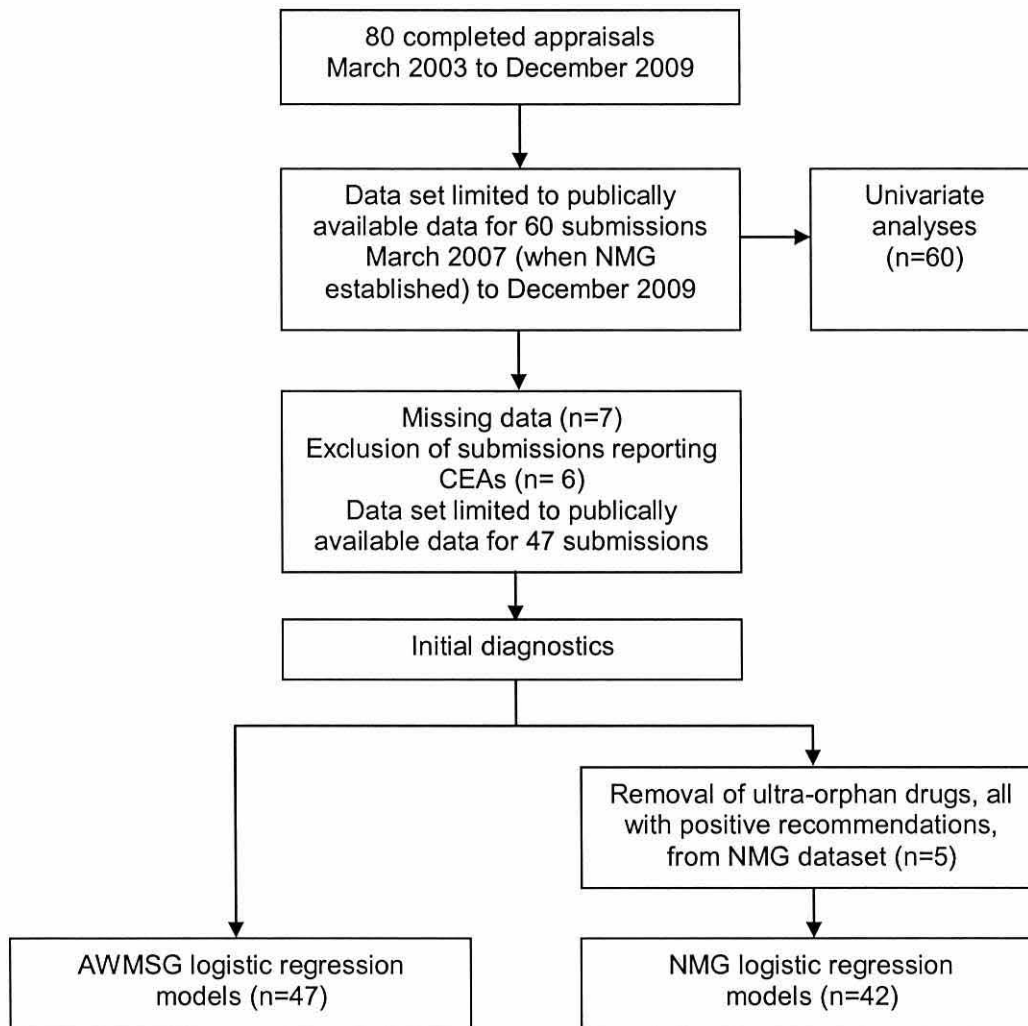 80 completed appraisals
March 2003 to December 2009
Data set limited to publically
available data for 60 submissions
March 2007 (when NMG
established) to December 2009
Univariate
analyses
(n=60)
Missing data (n=7)
Exclusion of submissions reporting
CEAs (n= 6)
Data set limited to publically
available data for 47 submissions
Initial diagnostics
Removal of ultra-orphan drugs, all
with positive recommendations,
from NMG dataset (n=5)
AWMSG logistic regression
models (n=47)
NMG logistic regression
models (n=42)